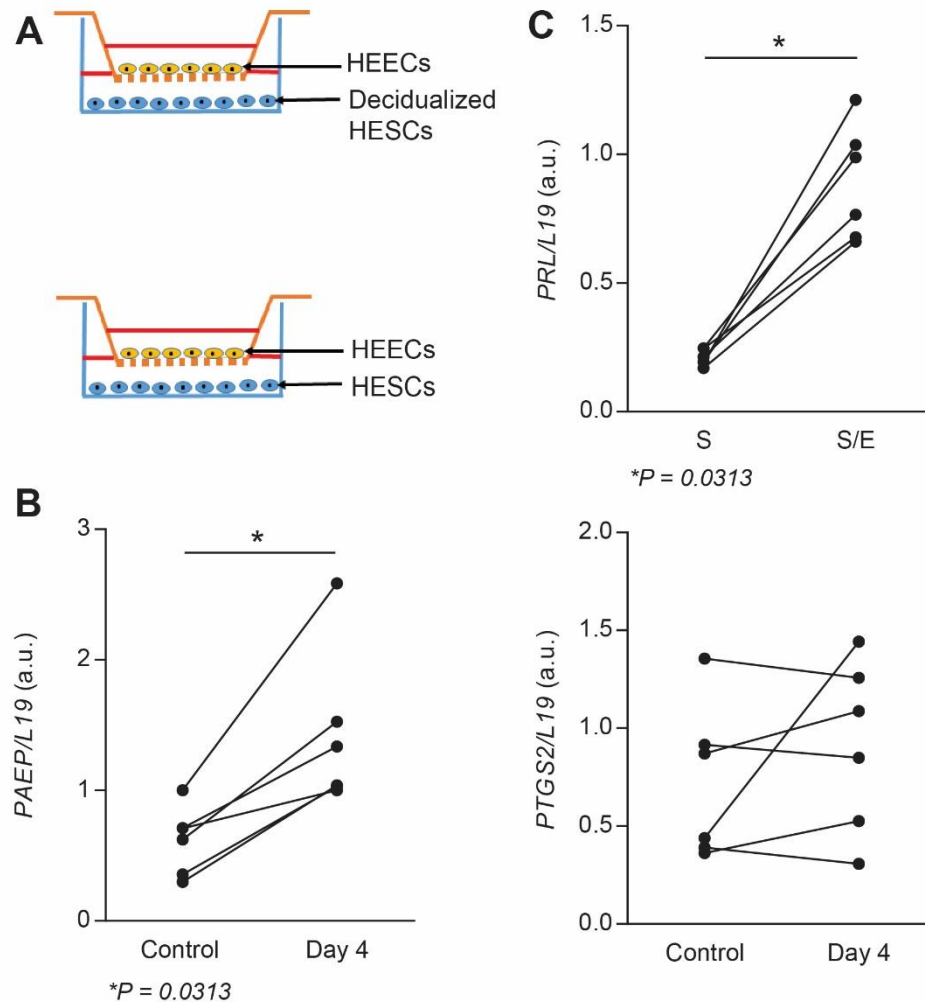 A
HEECs
Decidualized
HESCs
HEECs
HESCs
B
PAEP/L19 (a.u.)
3
2
1
0
*
Control
Day 4
*P = 0.0313
C
PRL/L19 (a.u.)
1.5
1.0
0.5
0.0
*
S
S/E
*P = 0.0313
PTGS2/L19 (a.u.)
2.0
1.5
1.0
0.5
0.0
Control
Day 4